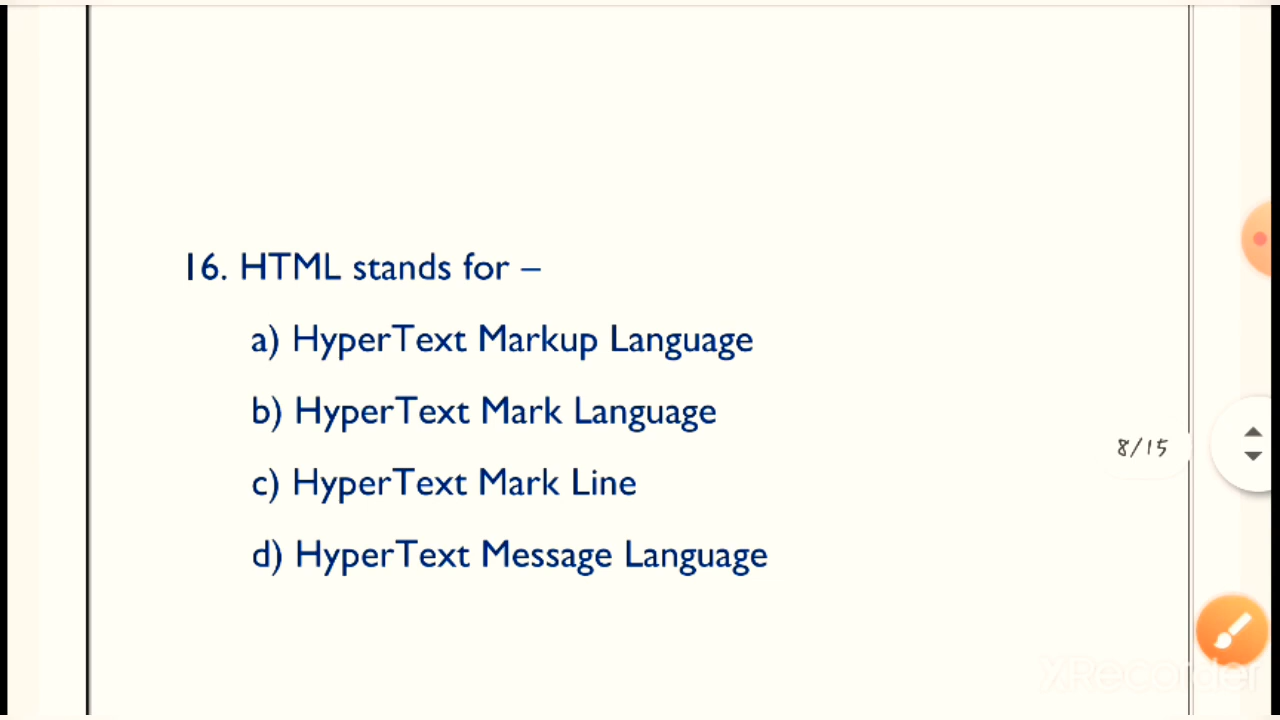 16. HTML stands for –
a) HyperText Markup Language
b) HyperText Mark Language
c) HyperText Mark Line
8/15
d) HyperText Message Language
XRecorder